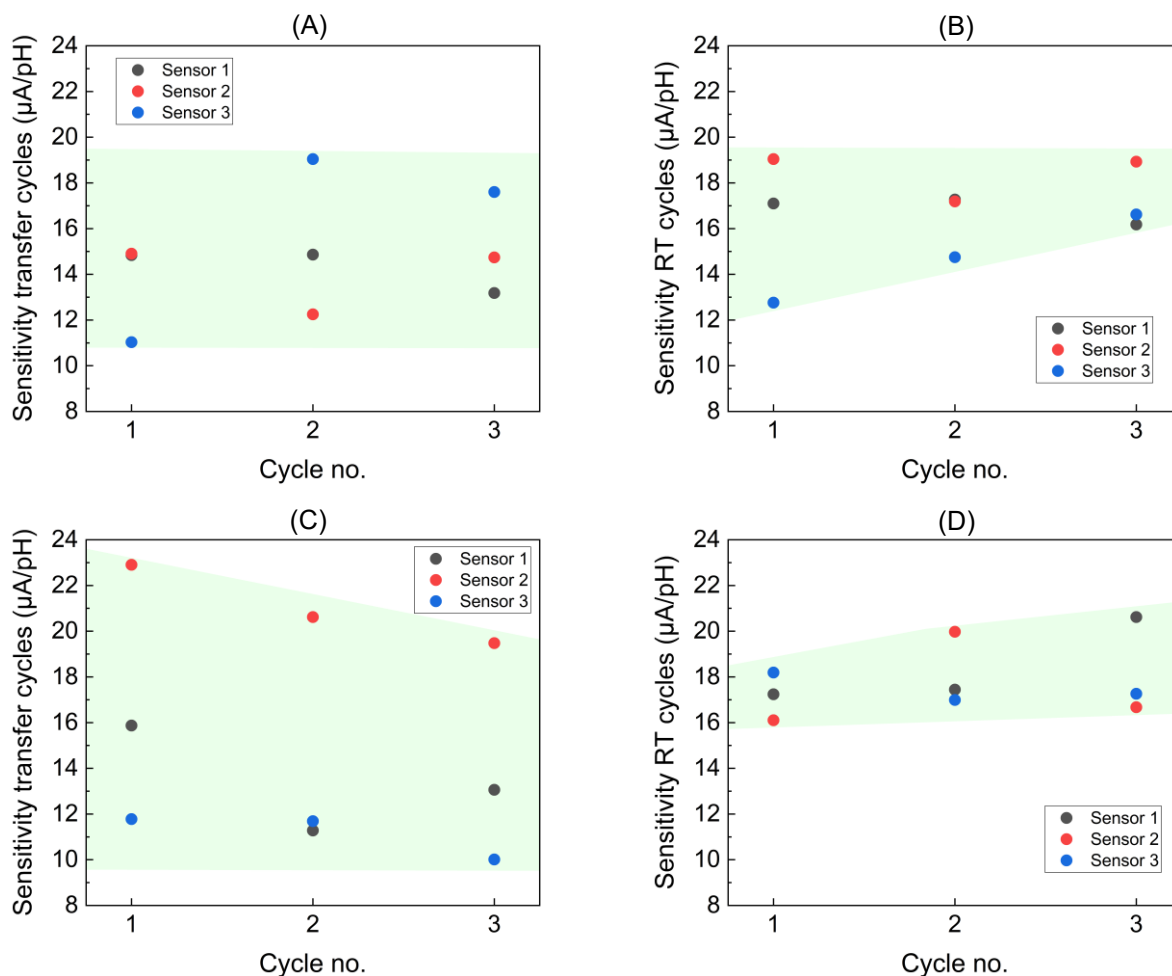 (A)
Sensitivity transfer cycles (µA/pH)
24
22
20
18
16
14
12
10
8
Sensor 1
Sensor 2
Sensor 3
1 2 3
Cycle no.
(B)
Sensitivity RT cycles (µA/pH)
24
22
20
18
16
14
12
10
8
Sensor 1
Sensor 2
Sensor 3
1 2 3
Cycle no.
(C)
Sensitivity transfer cycles (µA/pH)
24
22
20
18
16
14
12
10
8
Sensor 1
Sensor 2
Sensor 3
1 2 3
Cycle no.
(D)
Sensitivity RT cycles (µA/pH)
24
22
20
18
16
14
12
10
8
Sensor 1
Sensor 2
Sensor 3
1 2 3
Cycle no.